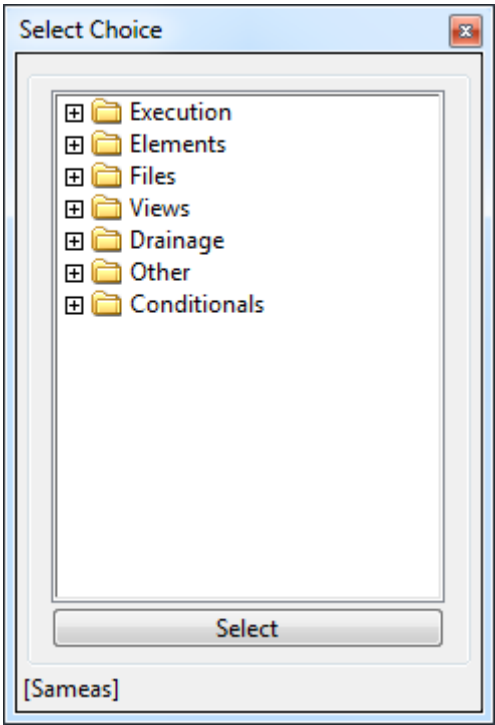 Select Choice
Execution
Elements
Files
Views
Drainage
Other
Conditionals
Select
[Sameas]